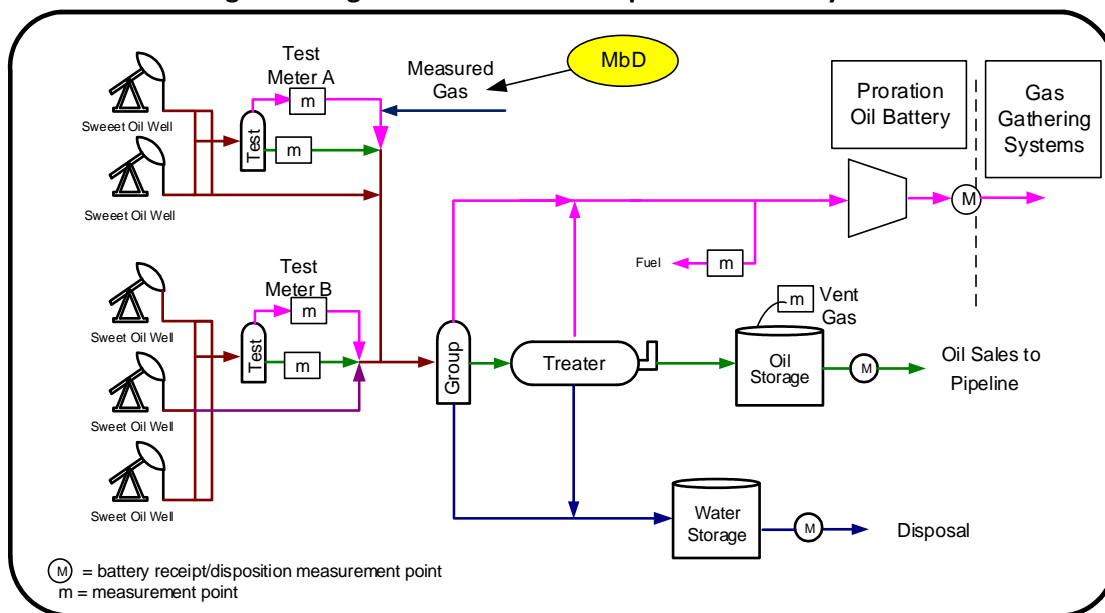 Test
Meter A
m
Test
m
Sweeet Oil Well
Sweeet Oil Well
Measured
Gas
MbD
Proration
Oil Battery
Gas
Gathering
Systems
M
Fuel
m
Test
Meter B
m
Test
m
Sweet Oil Well
Sweet Oil Well
Sweet Oil Well
Group
Treater
m
Vent
Gas
Oil
Storage
M
Oil Sales to
Pipeline
Water
Storage
M
Disposal
M = battery receipt/disposition measurement point
m = measurement point